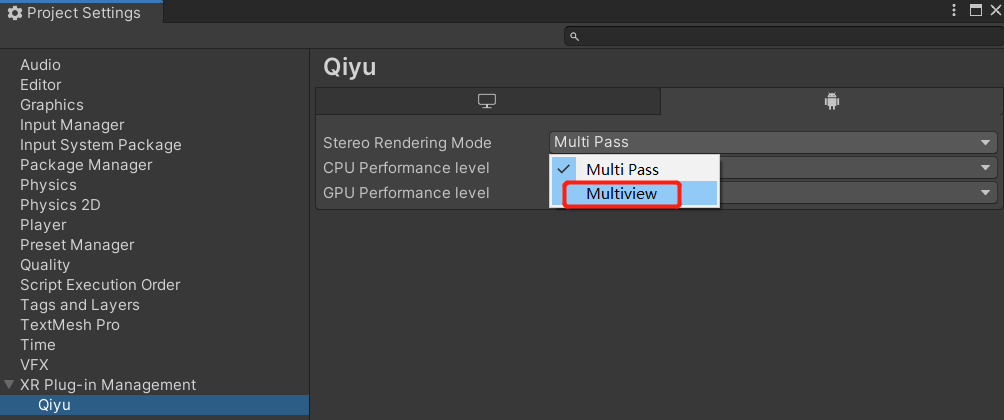 Project Settings
Audio
Editor
Graphics
Input Manager
Input System Package
Package Manager
Physics
Physics 2D
Player
Preset Manager
Quality
Script Execution Order
Tags and Layers
TextMesh Pro
Time
VFX
XR Plug-in Management
Qiyu
Qiyu
Stereo Rendering Mode
Multi Pass
CPU Performance level
Multi Pass
GPU Performance level
Multiview